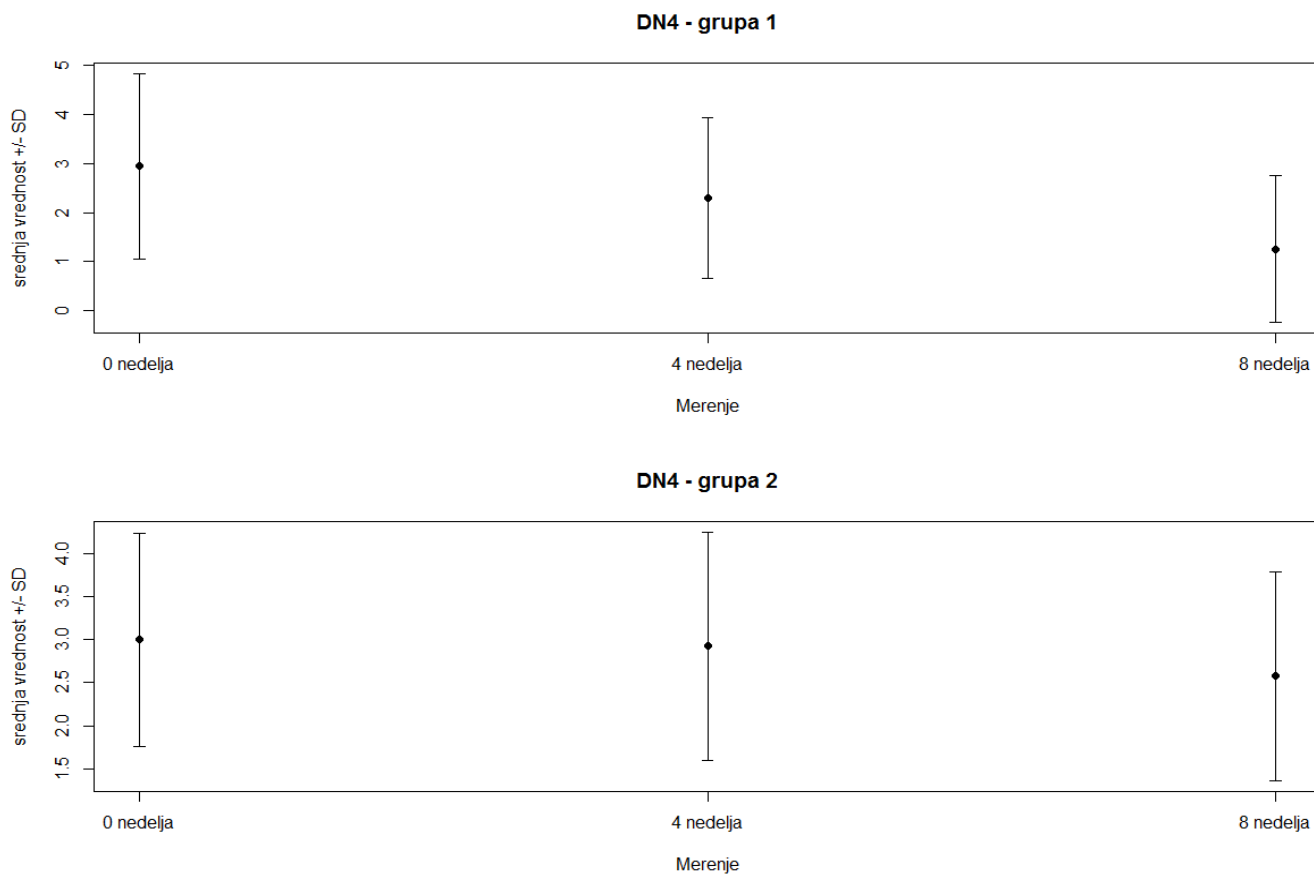 DN4 - grupa 1
srednja vrednost +/- SD
5
4
3
2
1
0
0 nedelja 4 nedelja 8 nedelja
Merenje
DN4 - grupa 2
srednja vrednost +/- SD
4.0
3.5
3.0
2.5
2.0
1.5
0 nedelja 4 nedelja 8 nedelja
Merenje